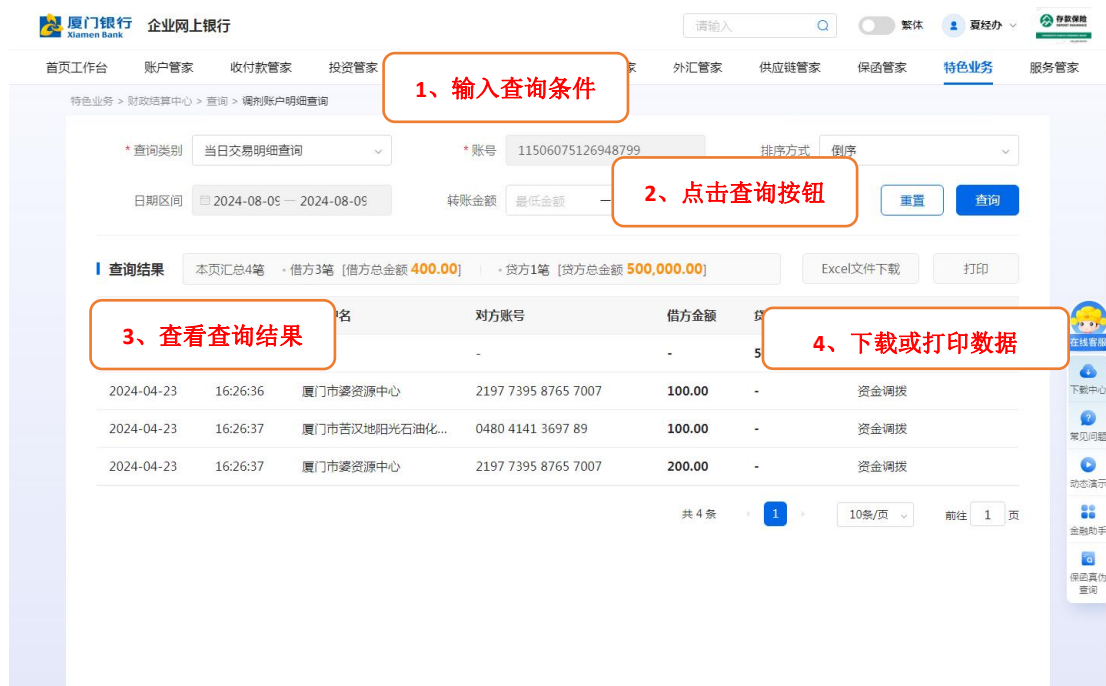 厦门银行 企业网上银行
Xiamen Bank
请输入
繁体
夏经办
存款保险
首页工作台 账户管家 收付款管家 投资管家 家 外汇管家 供应链管家 保函管家 特色业务 服务管家
1、输入查询条件
特色业务 > 财政结算中心 > 查询 > 调剂账户明细查询
* 查询类别 当日交易明细查询 * 账号 11506075126948799 排序方式 倒序
日期区间 2024-08-09 — 2024-08-09 转账金额 最低金额 — 重置 查询
2、点击查询按钮
查询结果 本页汇总4笔 · 借方3笔 [借方总金额 400.00] · 贷方1笔 [贷方总金额 500,000.00] Excel文件下载 打印
户名 对方账号 借方金额 贷
3、查看查询结果
4、下载或打印数据
- - 5
2024-04-23 16:26:36 厦门市婆资源中心 2197 7395 8765 7007 100.00 - 资金调拨
2024-04-23 16:26:37 厦门市苦汉地阳光石油化... 0480 4141 3697 89 100.00 - 资金调拨
2024-04-23 16:26:37 厦门市婆资源中心 2197 7395 8765 7007 200.00 - 资金调拨
共 4 条 1 10条/页 前往 1 页
在线客服
下载中心
常见问题
动态演示
金融助手
保函真伪
查询